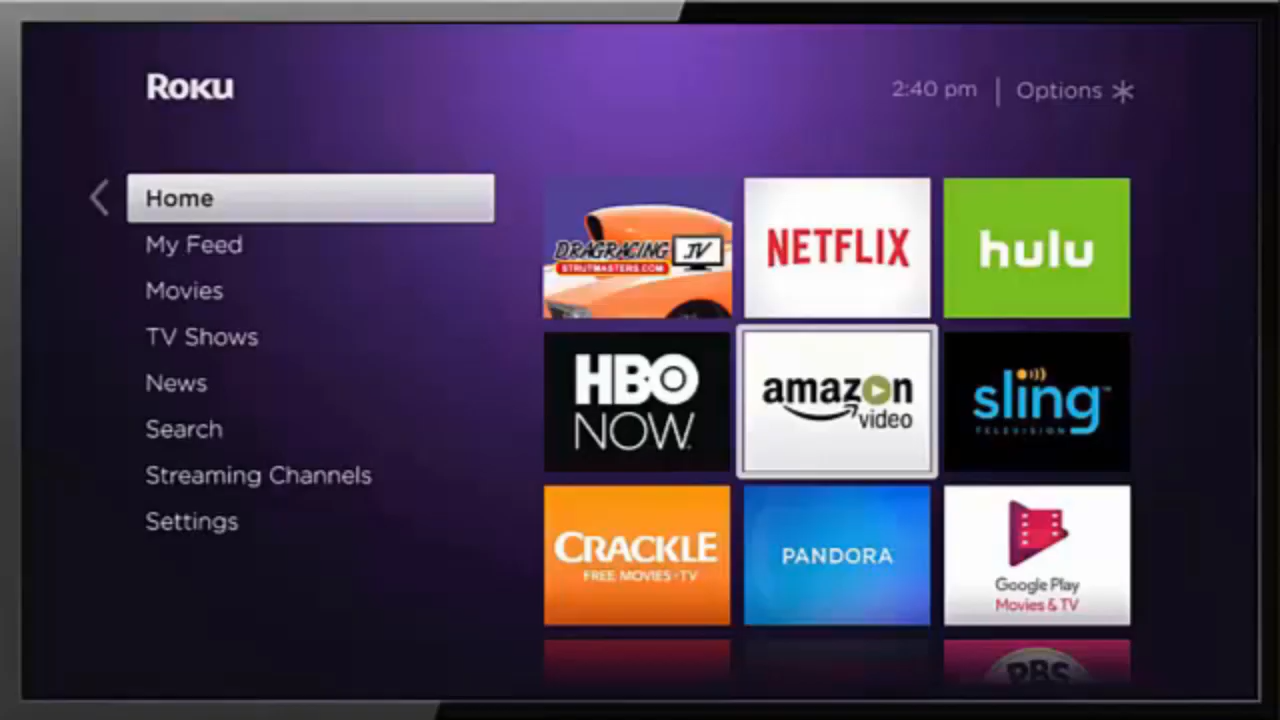 Roku
2:40 pm | Options
Home
My Feed
Movies
TV Shows
News
Search
Streaming Channels
Settings
DRAGRACING TV
STRUTMASTERS.COM
NETFLIX
hulu
HBO
NOW
amazon
video
sling
TELEVISION
CRACKLE
FREE MOVIES · TV
PANDORA
Google Play
Movies & TV
PBS